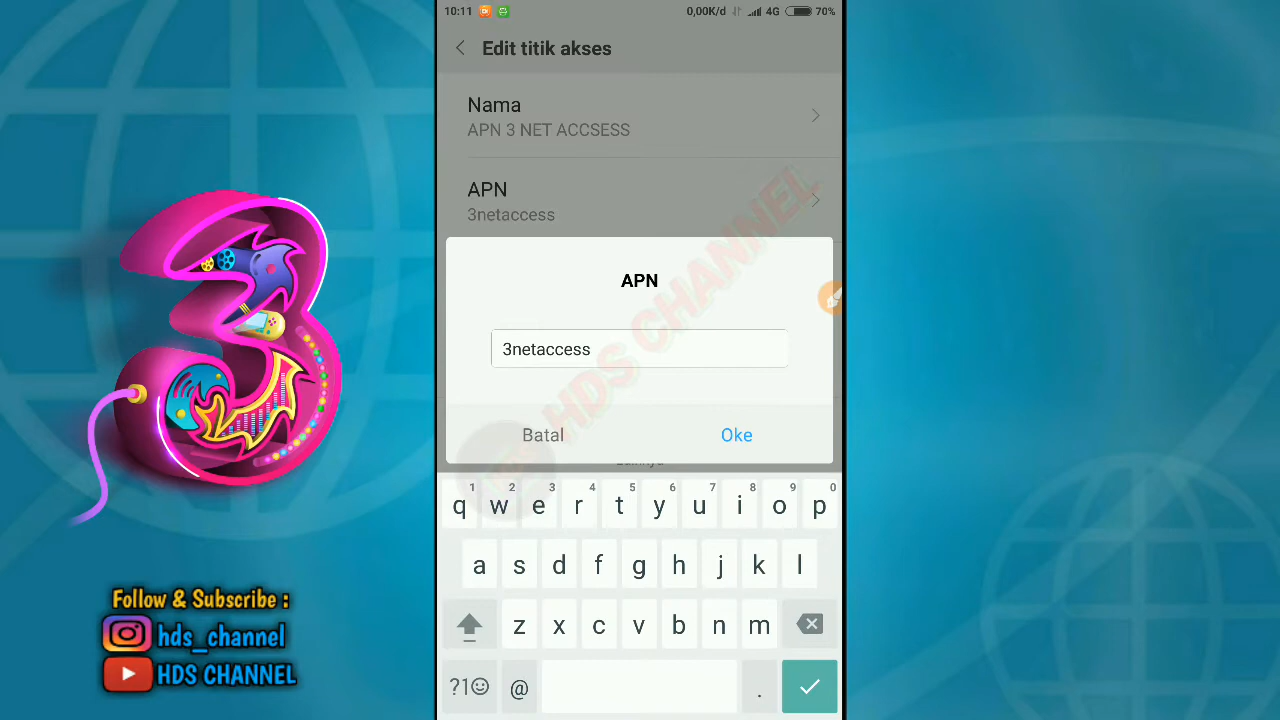 10:11
0,00K/d 4G 70%
Edit titik akses
Nama
APN 3 NET ACCSESS
APN
3netaccess
APN
3netaccess
Batal Oke
Lainnya
HDS CHANNEL
1 2 3 4 5 6 7 8 9 0
q w e r t y u i o p
a s d f g h j k l
z x c v b n m
?1☺ @ .
3
Follow & Subscribe :
hds_channel
HDS CHANNEL